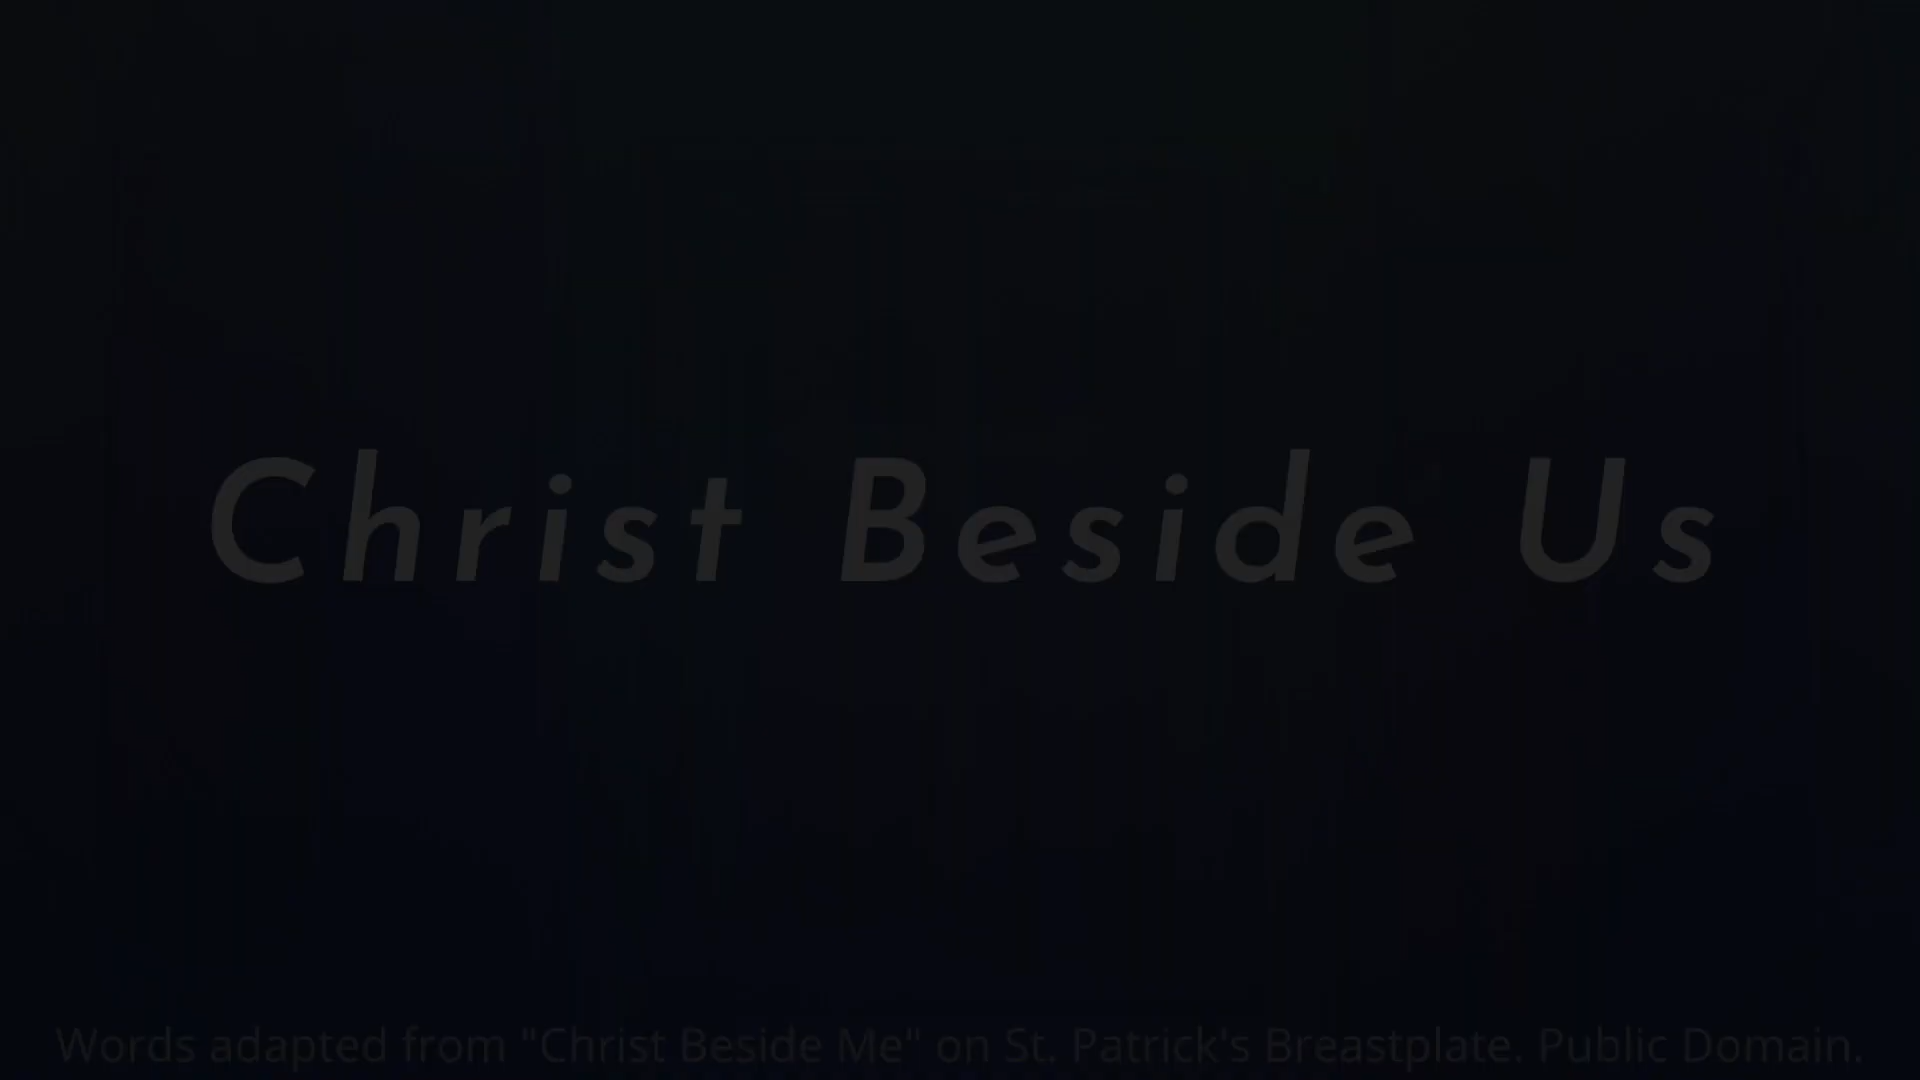 Christ Beside Us
Words adapted from "Christ Beside Me" on St. Patrick's Breastplate. Public Domain.